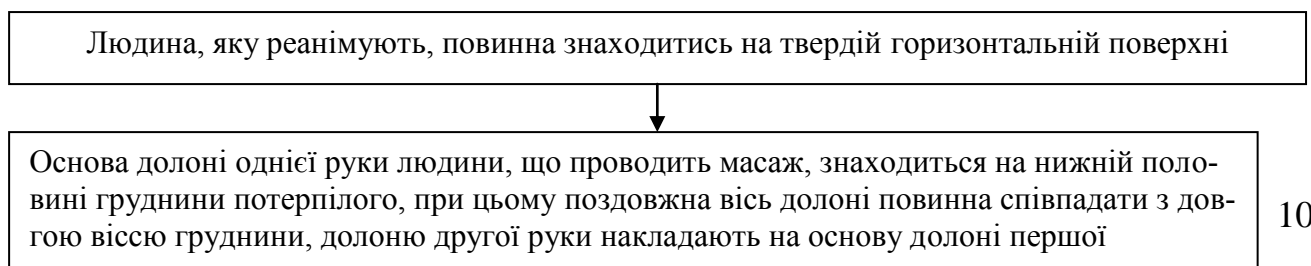 Людина, яку реанімують, повинна знаходитись на твердій горизонтальній поверхні
Основа долоні однієї руки людини, що проводить масаж, знаходиться на нижній поло-
вині груднини потерпілого, при цьому поздовжна вісь долоні повинна співпадати з дов-
гою віссю груднини, долоню другої руки накладають на основу долоні першої
10